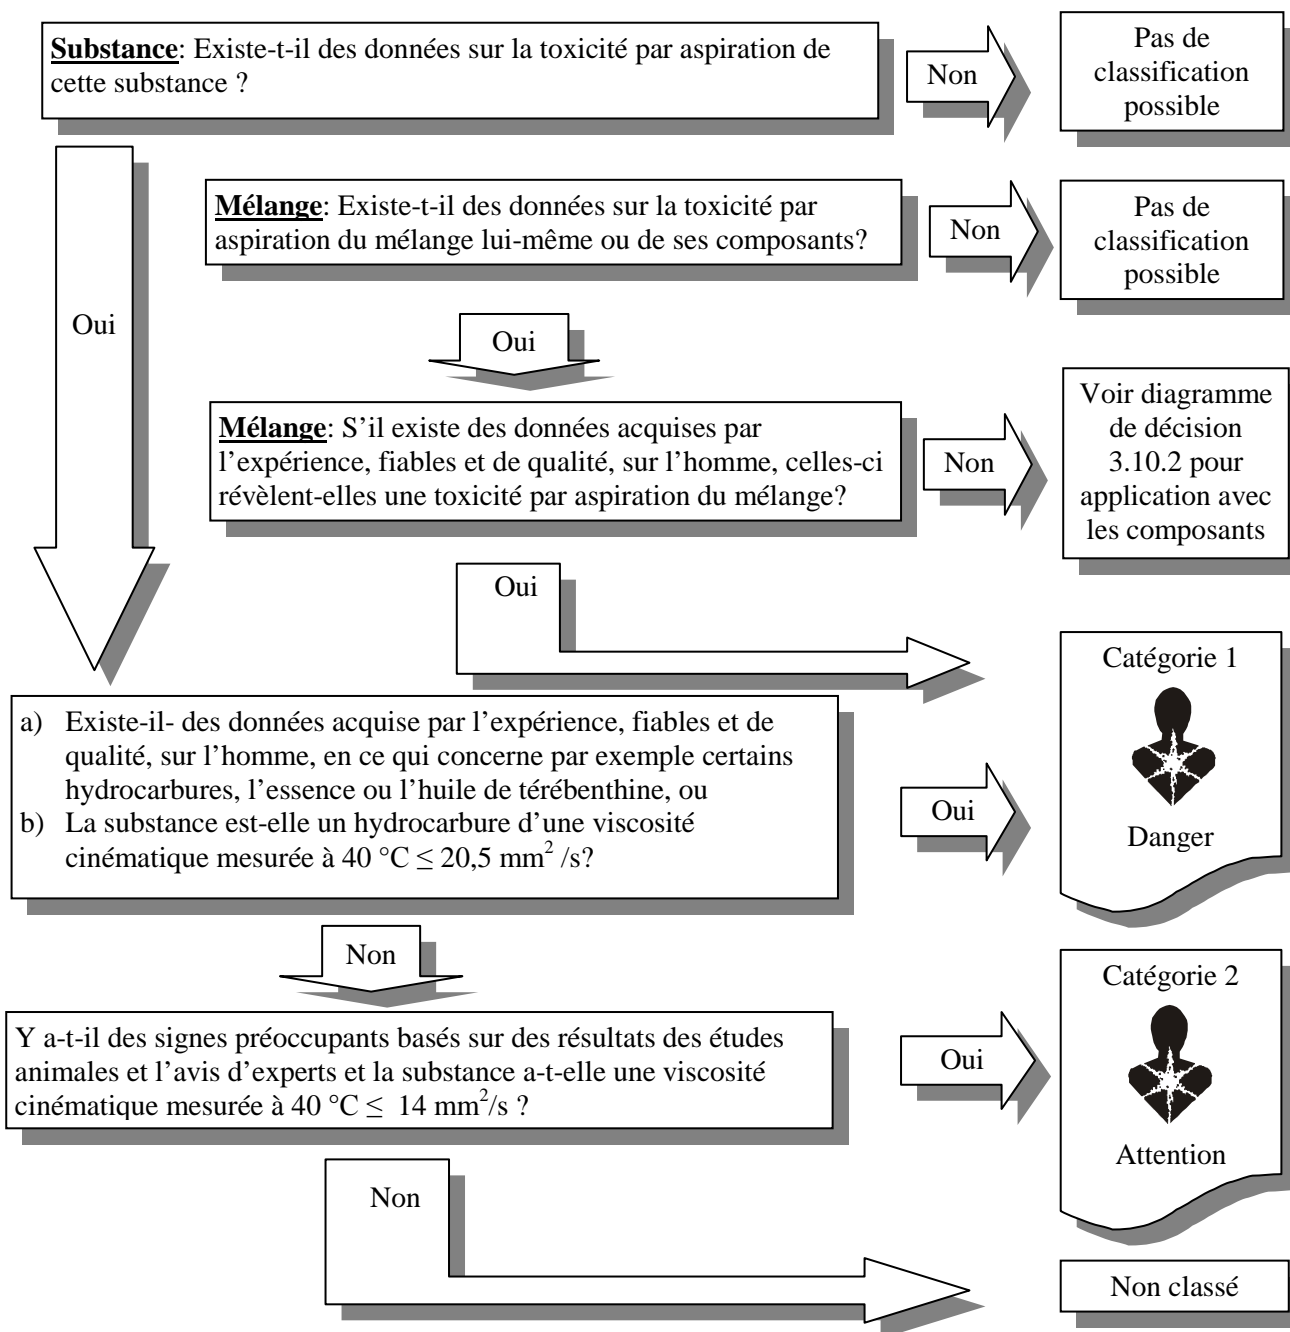 Substance: Existe-t-il des données sur la toxicité par aspiration de
cette substance ?
Non
Pas de
classification
possible
Mélange: Existe-t-il des données sur la toxicité par
aspiration du mélange lui-même ou de ses composants?
Non
Pas de
classification
possible
Oui
Oui
Mélange: S’il existe des données acquises par
l’expérience, fiables et de qualité, sur l’homme, celles-ci
révèlent-elles une toxicité par aspiration du mélange?
Non
Voir diagramme
de décision
3.10.2 pour
application avec
les composants
Oui
a) Existe-il- des données acquise par l’expérience, fiables et de
qualité, sur l’homme, en ce qui concerne par exemple certains
hydrocarbures, l’essence ou l’huile de térébenthine, ou
b) La substance est-elle un hydrocarbure d’une viscosité
cinématique mesurée à 40 °C ≤ 20,5 mm² /s?
Oui
Catégorie 1
Danger
Non
Y a-t-il des signes préoccupants basés sur des résultats des études
animales et l’avis d’experts et la substance a-t-elle une viscosité
cinématique mesurée à 40 °C ≤ 14 mm²/s ?
Oui
Catégorie 2
Attention
Non
Non classé